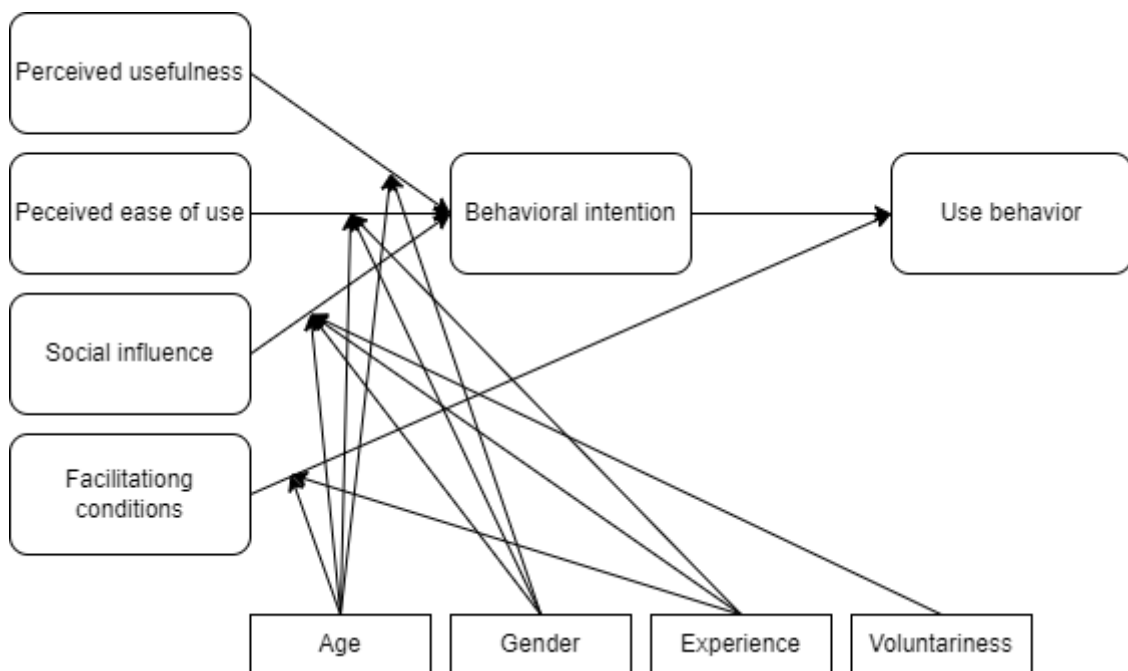 Perceived usefulness
Peceived ease of use
Behavioral intention
Use behavior
Social influence
Facilitationg
conditions
Age
Gender
Experience
Voluntariness